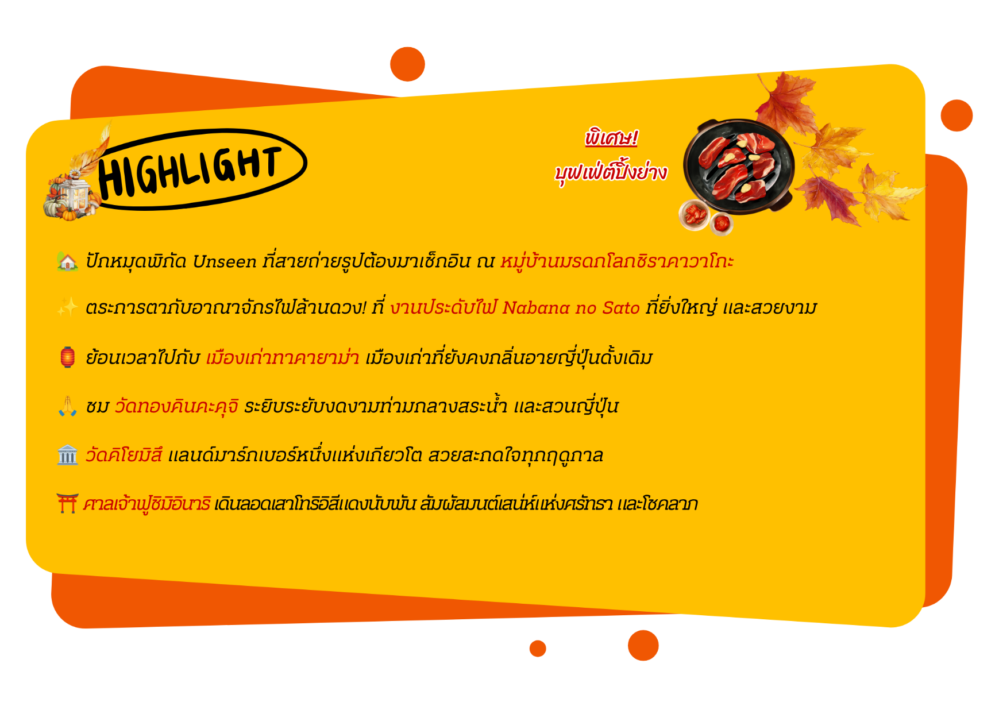 HIGHLIGHT
พิเศษ!
บุฟเฟ่ต์ปิ้งย่าง
ปักหมุดพิกัด Unseen ที่สายถ่ายรูปต้องมาเช็กอิน ณ หมู่บ้านมรดกโลกชิราคาวาโกะ
ตระการตากับอาณาจักรไฟล้านดวง! ที่ งานประดับไฟ Nabana no Sato ที่ยิ่งใหญ่ และสวยงาม
ย้อนเวลาไปกับ เมืองเก่าทาคายาม่า เมืองเก่าที่ยังคงกลิ่นอายญี่ปุ่นดั้งเดิม
ชม วัดทองคินคะคุจิ ระยิบระยับงดงามท่ามกลางสระน้ำ และสวนญี่ปุ่น
วัดคิโยมิสึ แลนด์มาร์กเบอร์หนึ่งแห่งเกียวโต สวยสะกดใจทุกฤดูกาล
ศาลเจ้าฟูชิมิอินาริ เดินลอดเสาโทริอิสีแดงนับพัน สัมผัสมนต์เสน่ห์แห่งศรัทธา และโชคลาภ